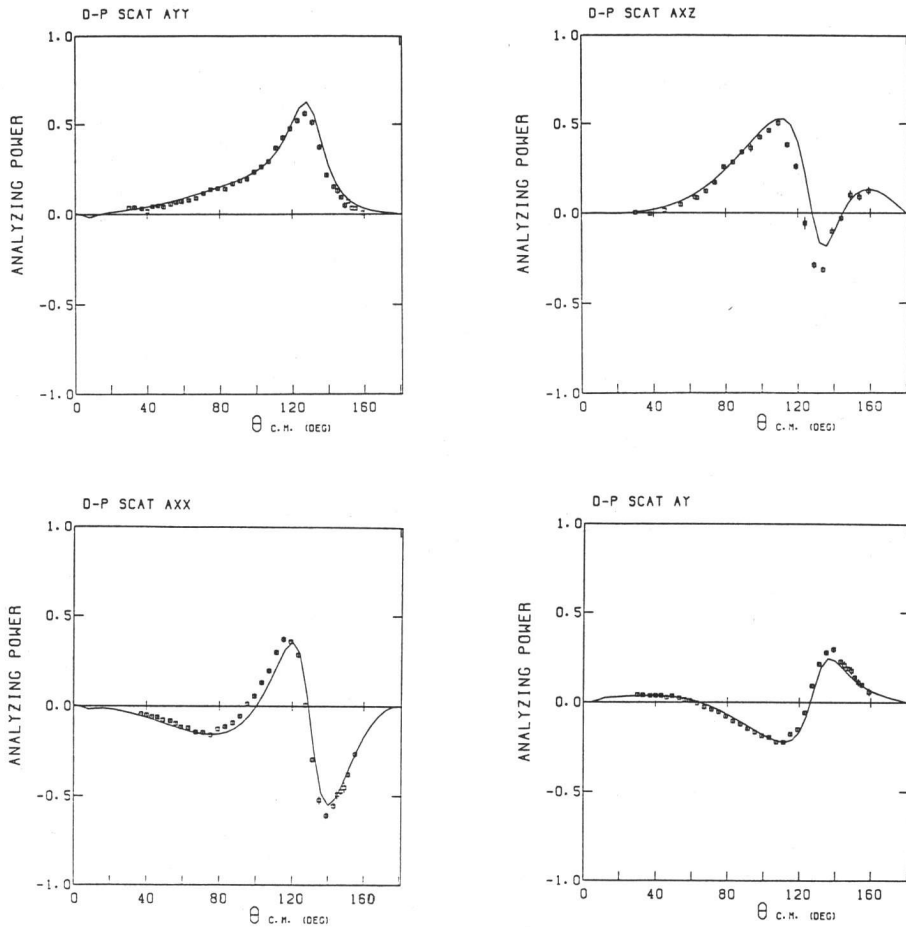 D-P SCAT AYY
1.0
0.5
0.0
-0.5
-1.0
ANALYZING POWER
0 40 80 120 160
θ C.M. (DEG)
D-P SCAT AXZ
1.0
0.5
0.0
-0.5
-1.0
ANALYZING POWER
0 40 80 120 160
θ C.M. (DEG)
D-P SCAT AXX
1.0
0.5
0.0
-0.5
-1.0
ANALYZING POWER
0 40 80 120 160
θ C.M. (DEG)
D-P SCAT AY
1.0
0.5
0.0
-0.5
-1.0
ANALYZING POWER
0 40 80 120 160
θ C.M. (DEG)